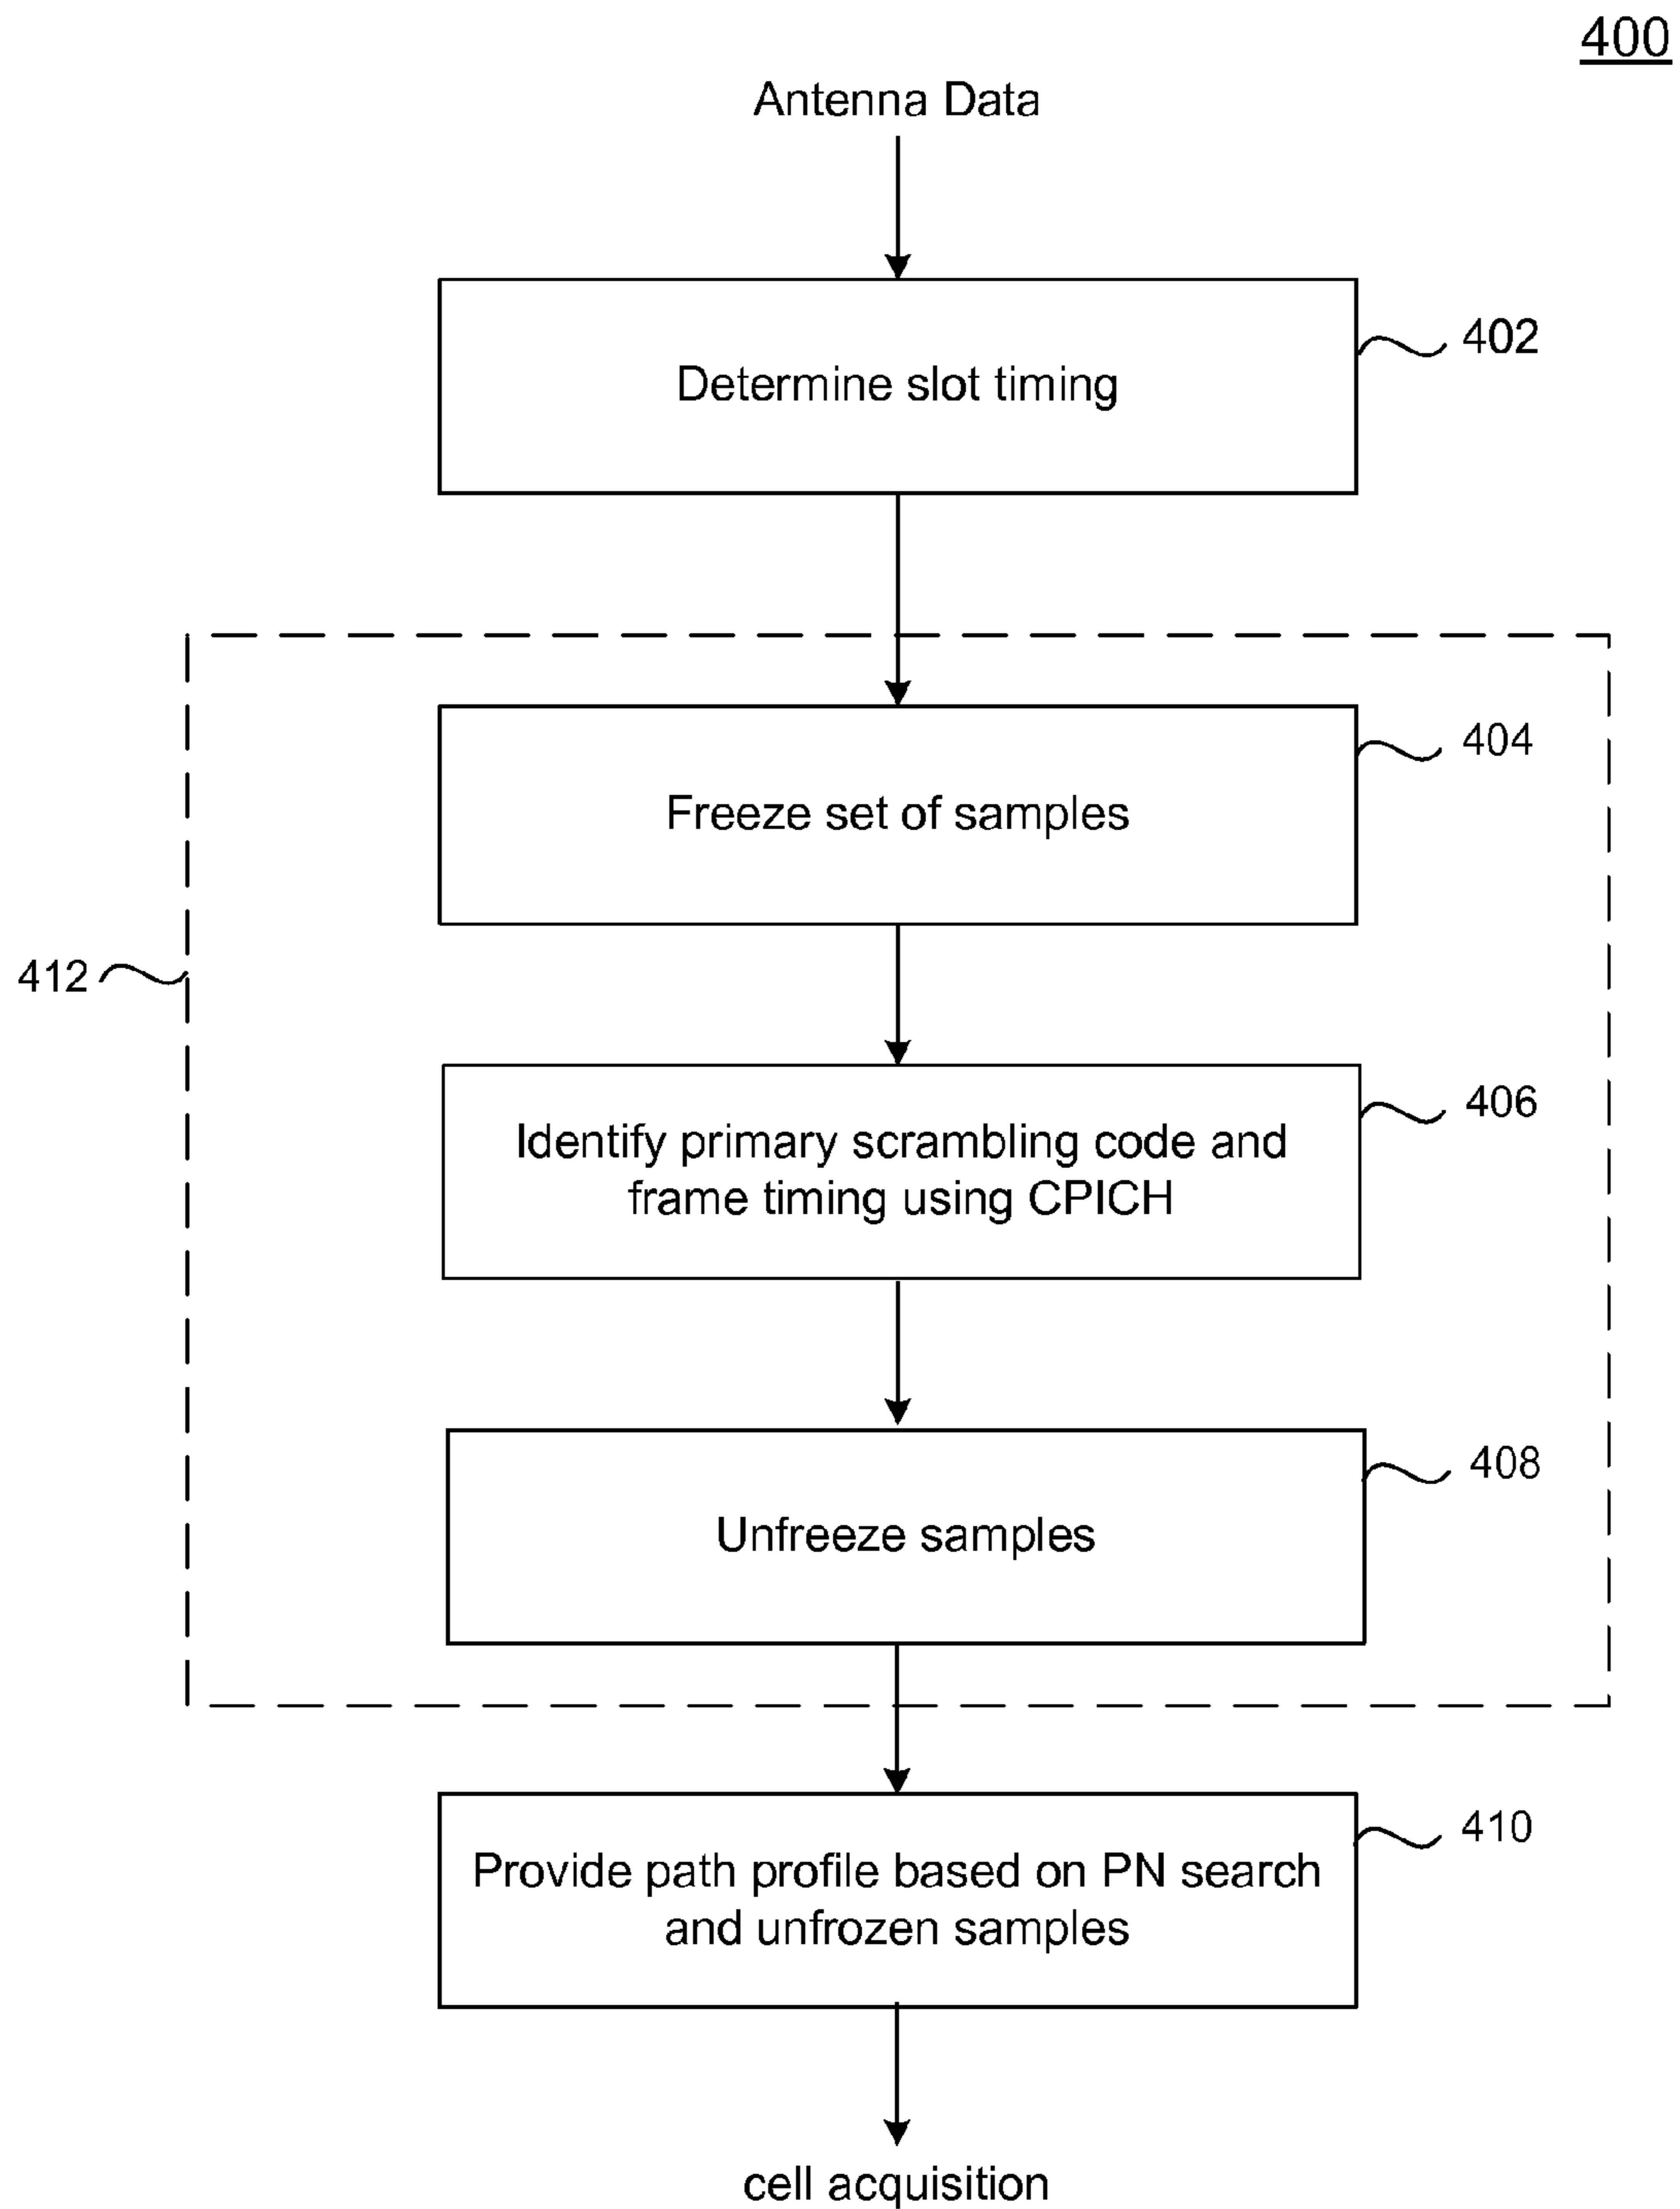 400
Antenna Data
402
Determine slot timing
404
Freeze set of samples
412
406
Identify primary scrambling code and
frame timing using CPICH
408
Unfreeze samples
410
Provide path profile based on PN search
and unfrozen samples
cell acquisition